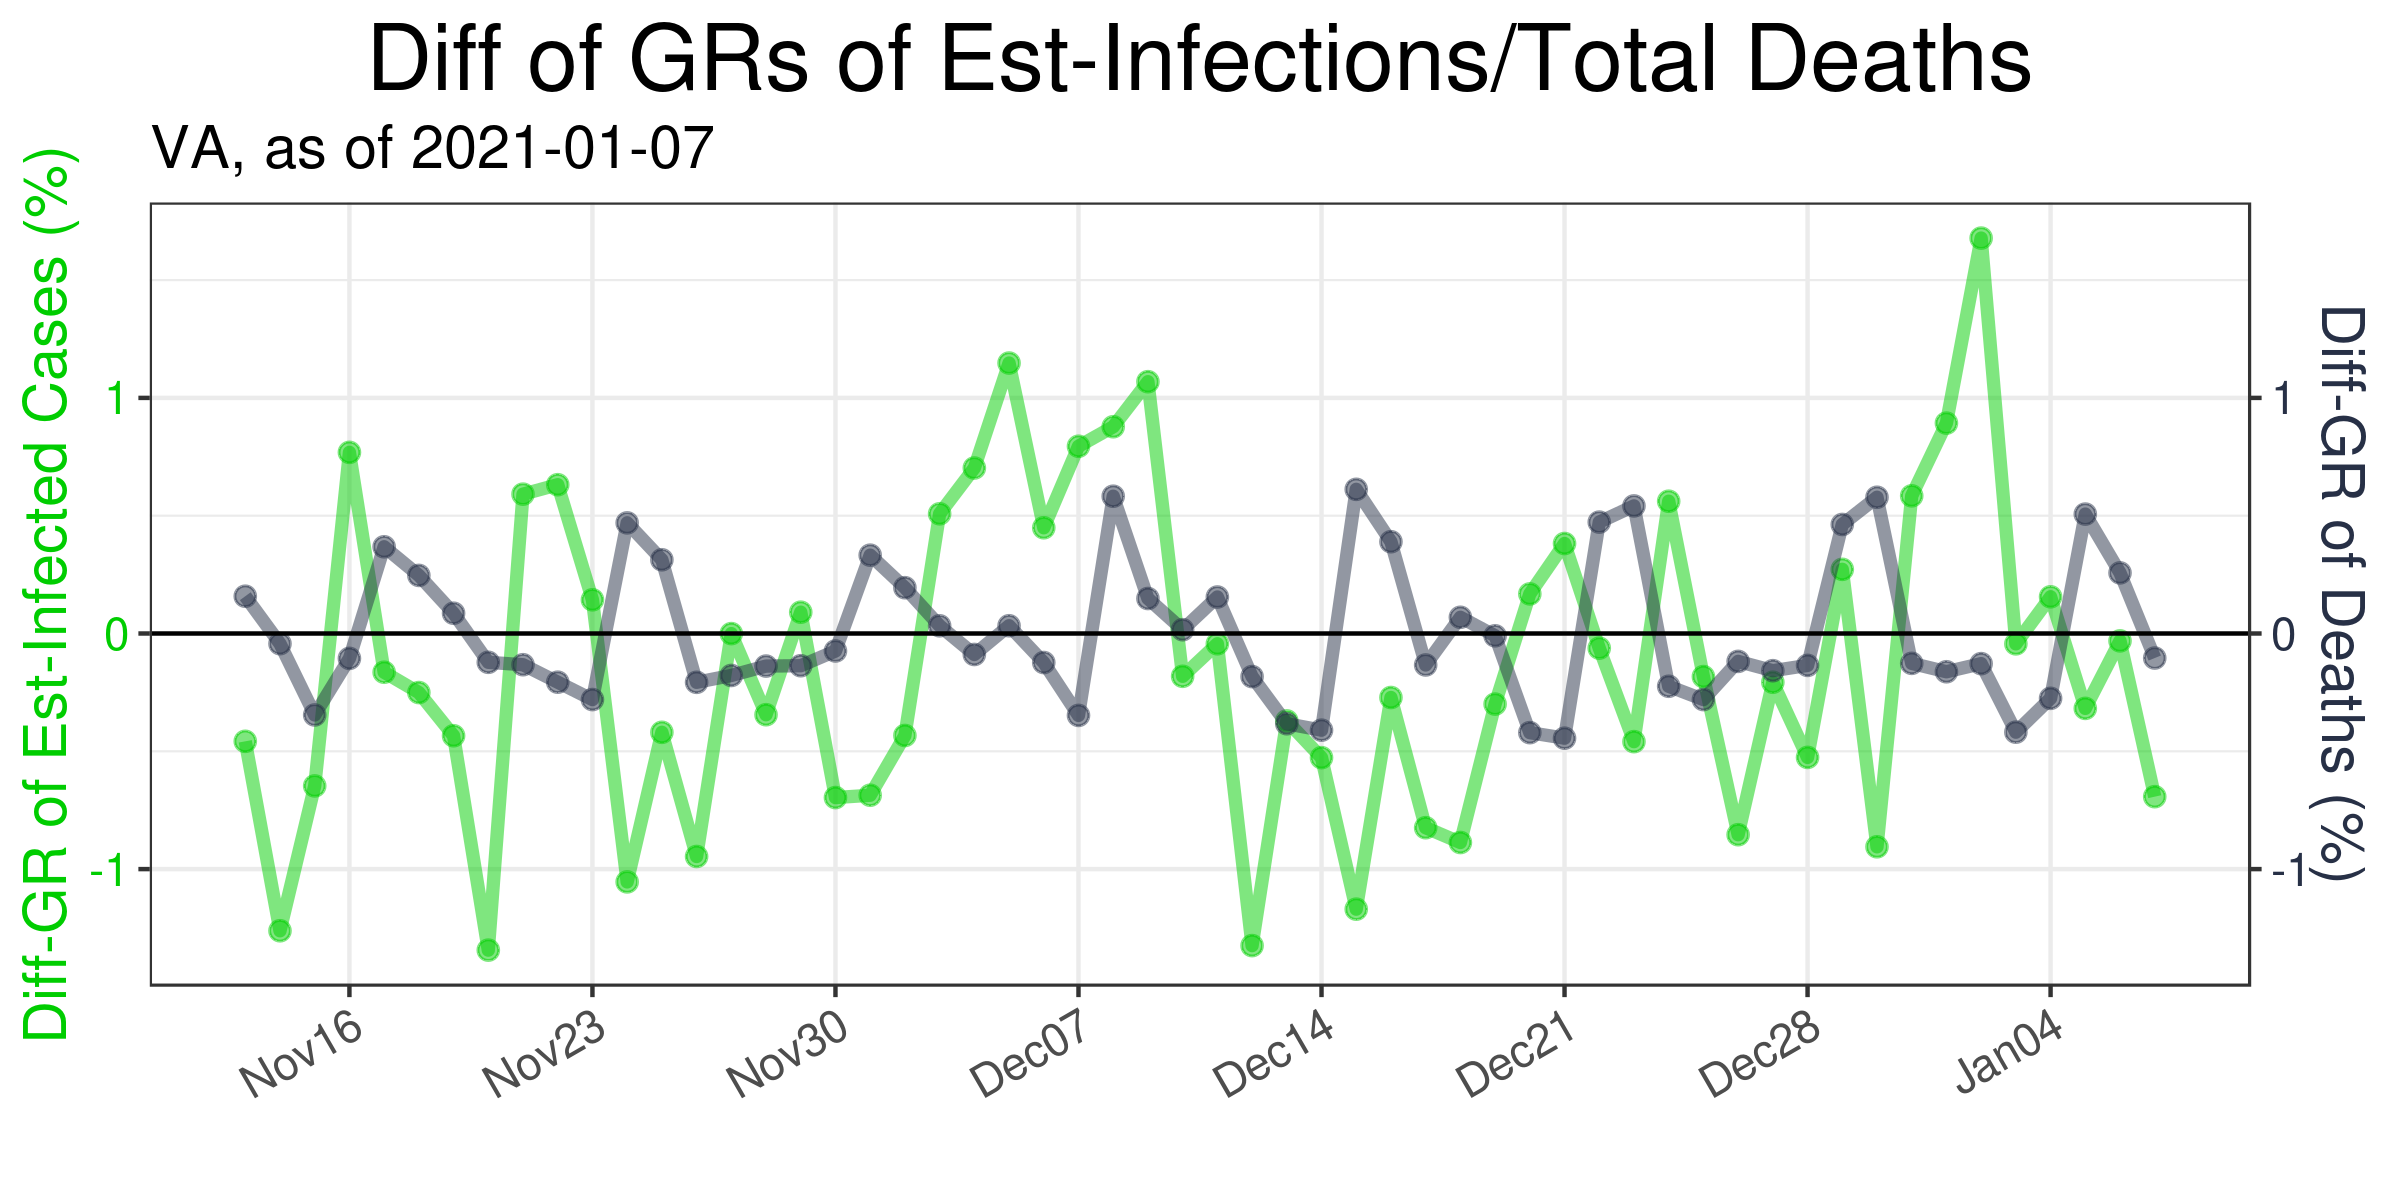 Diff of GRs of Est-Infections/Total Deaths
VA, as of 2021-01-07
Diff-GR of Est-Infected Cases (%)
1
0
-1
1
0
-1
Diff-GR of Deaths (%)
Nov16
Nov23
Nov30
Dec07
Dec14
Dec21
Dec28
Jan04